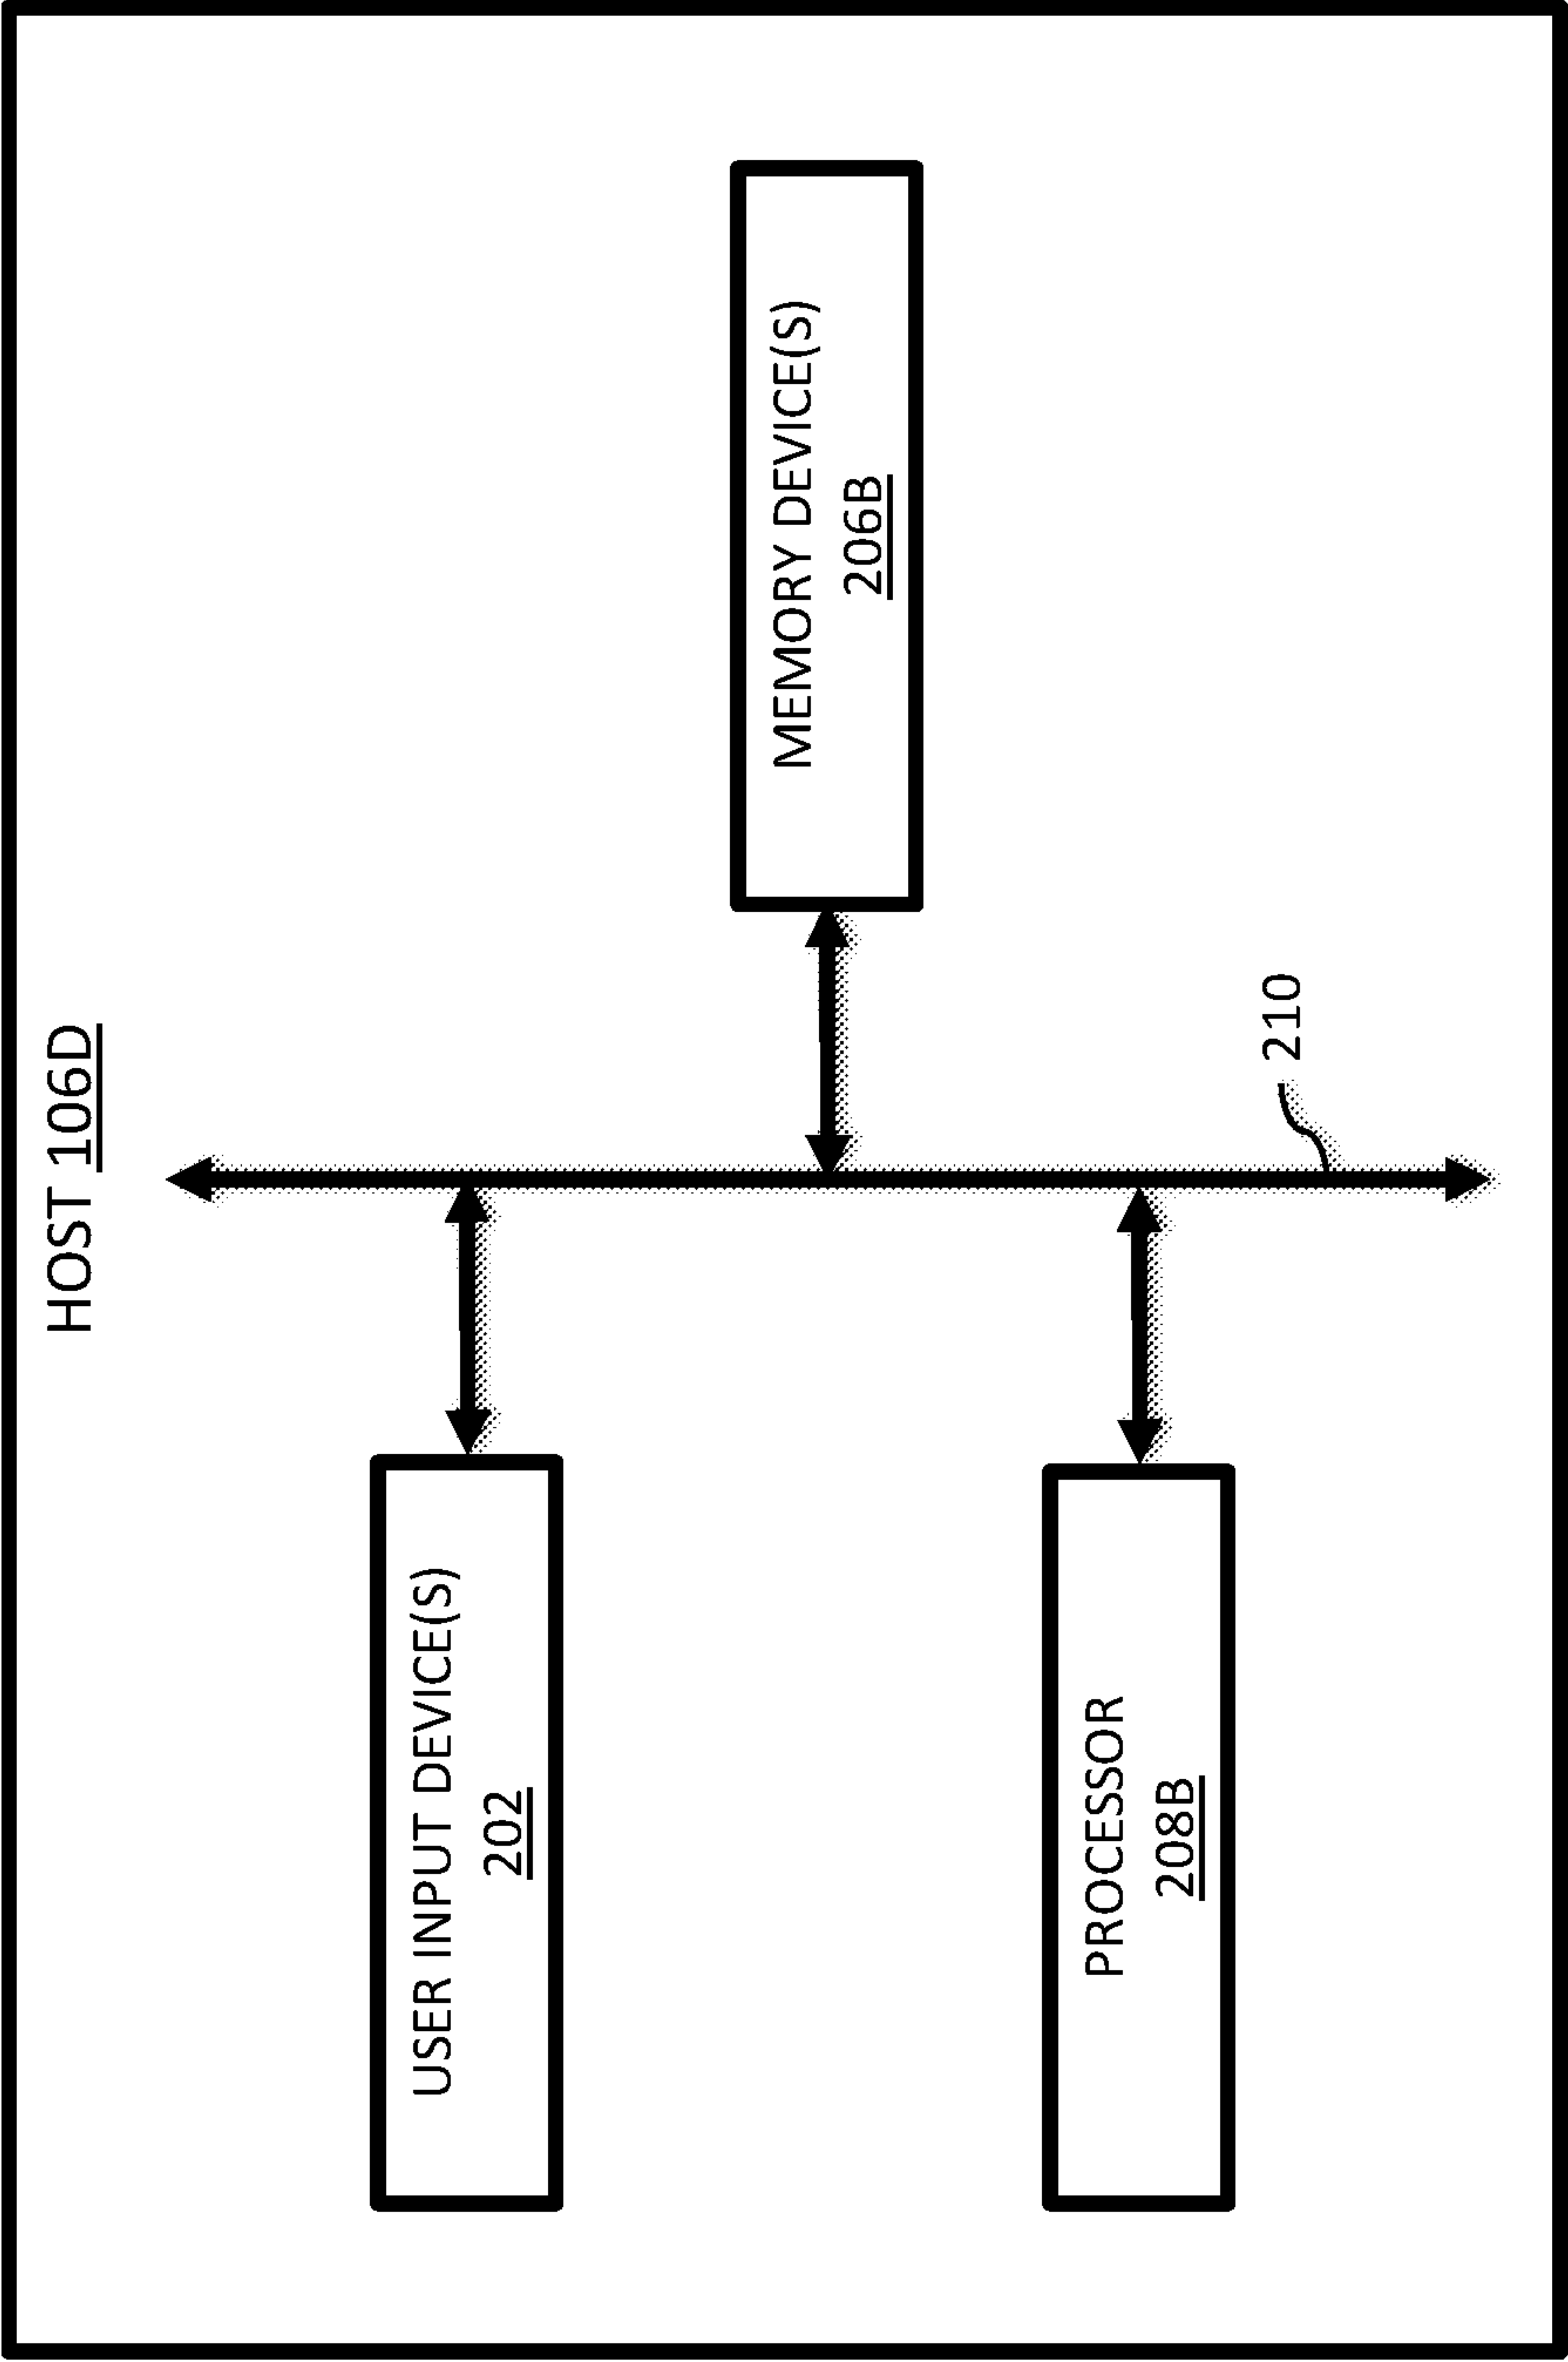 HOST 106D
USER INPUT DEVICE(S)
202
MEMORY DEVICE(S)
206B
PROCESSOR
208B
210